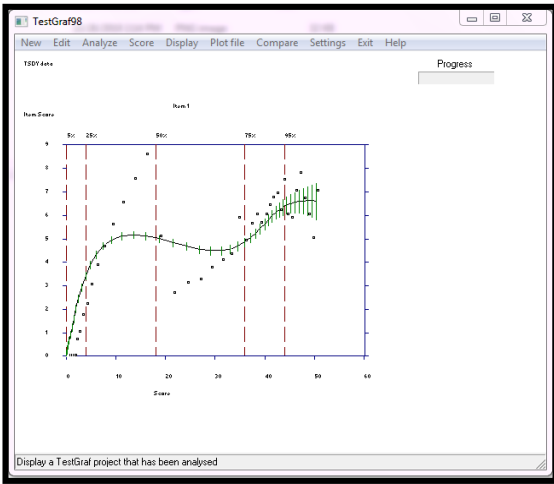 TestGraf98
New Edit Analyze Score Display Plot file Compare Settings Exit Help
TSDY data
Progress
Item 1
Item Score
5% 25% 50% 75% 95%
9
8
7
6
5
4
3
2
1
0
0 10 20 30 40 50 60
Score
Display a TestGraf project that has been analysed